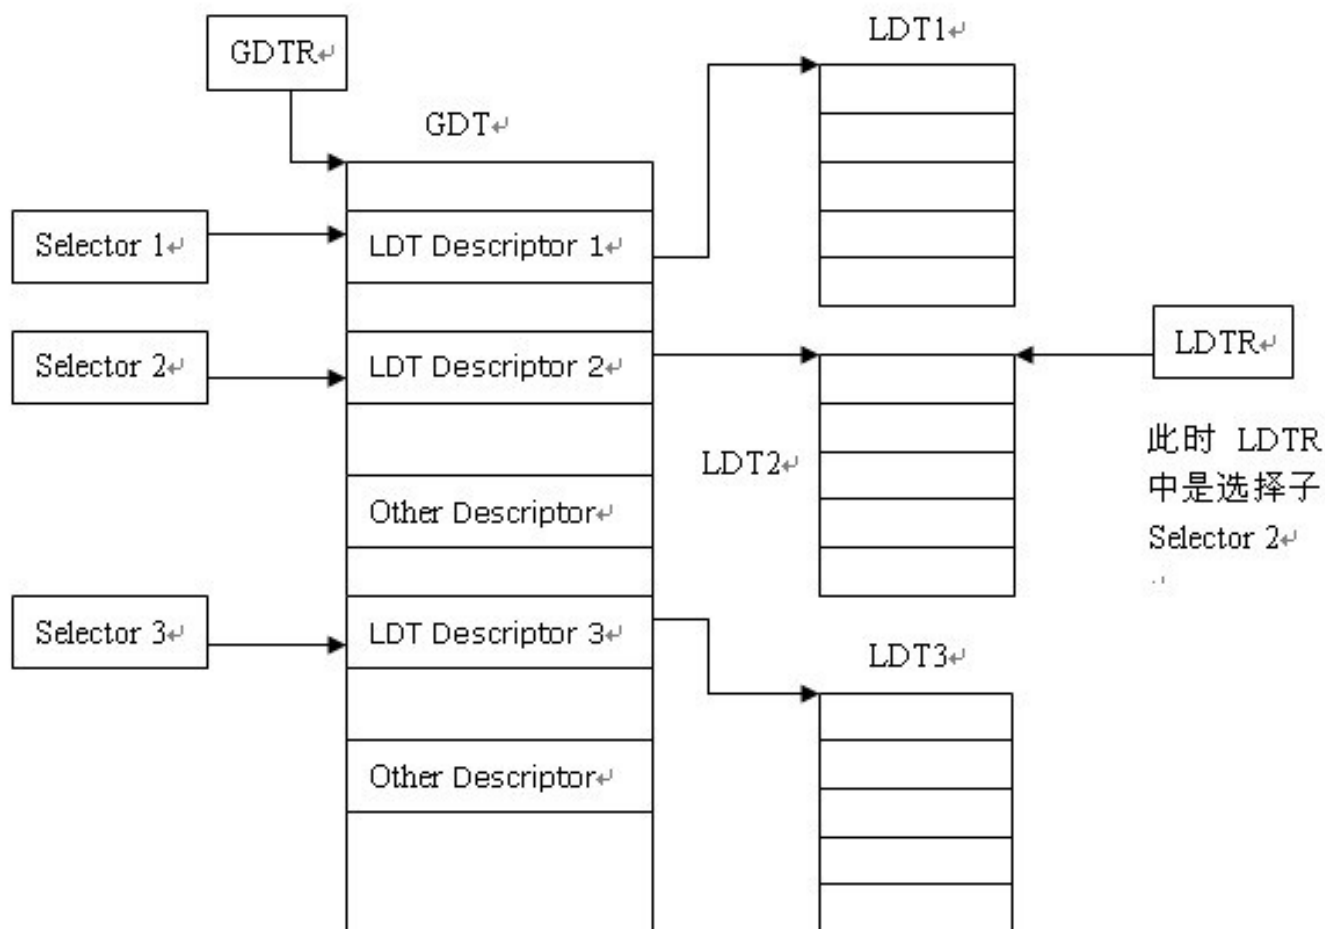 GDTR↵
LDT1↵
GDT↵
Selector 1↵
LDT Descriptor 1↵
Selector 2↵
LDT Descriptor 2↵
LDTR↵
LDT2↵
此时 LDTR
中是选择子
Selector 2↵
↵
Other Descriptor↵
Selector 3↵
LDT Descriptor 3↵
LDT3↵
Other Descriptor↵